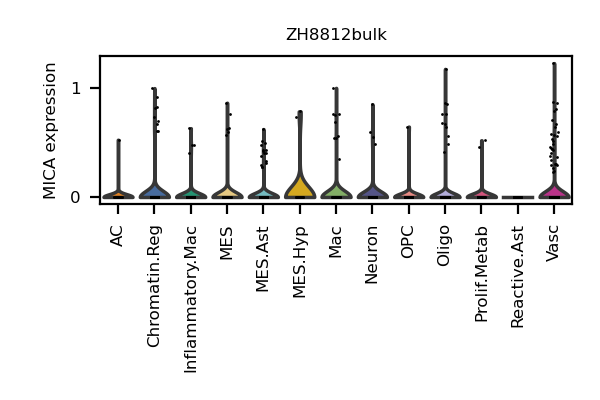 ZH8812bulk
MICA expression
1
0
AC
Chromatin.Reg
Inflammatory.Mac
MES
MES.Ast
MES.Hyp
Mac
Neuron
OPC
Oligo
Prolif.Metab
Reactive.Ast
Vasc